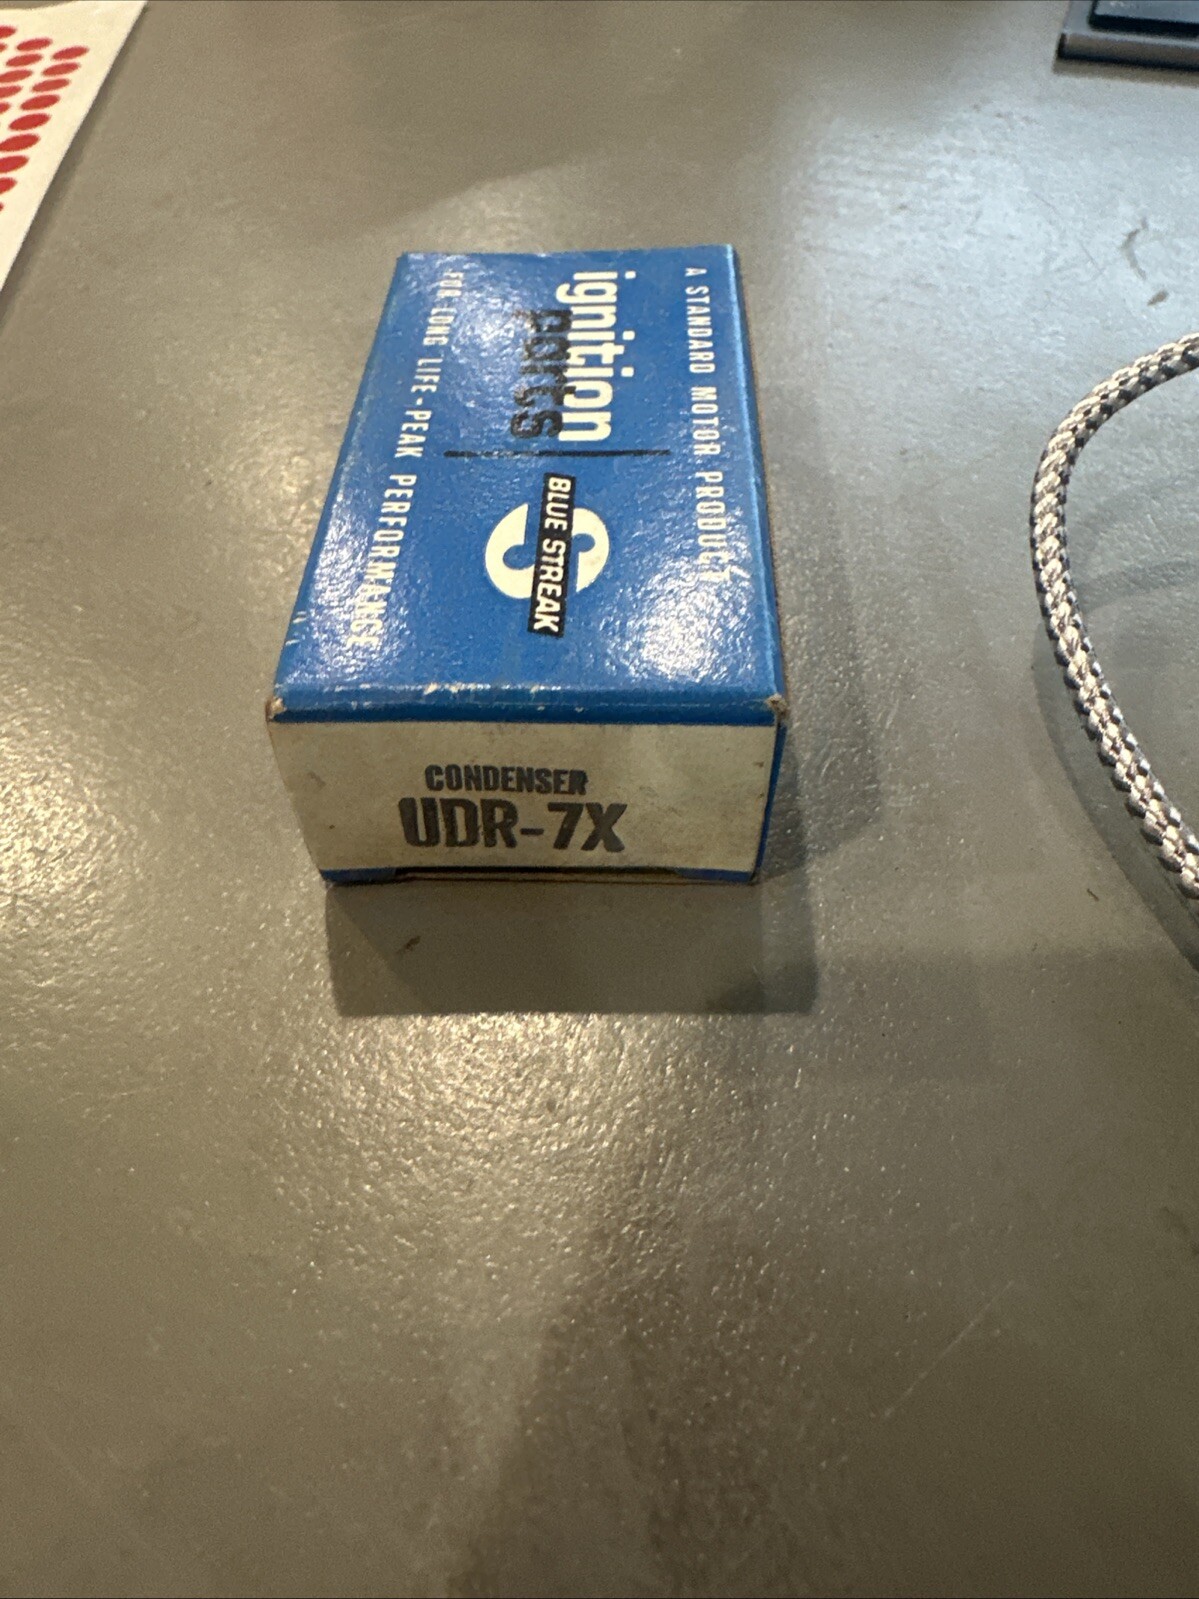 A STANDARD MOTOR PRODUCT
ignition
parts
S
BLUE STREAK
FOR LONG LIFE-PEAK PERFORMANCE
CONDENSER
UDR-7X